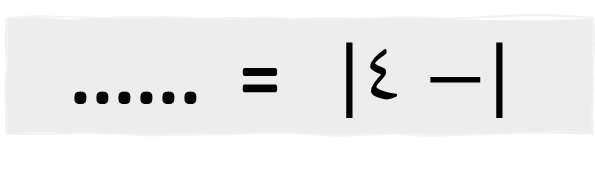 |− ٤| = ......